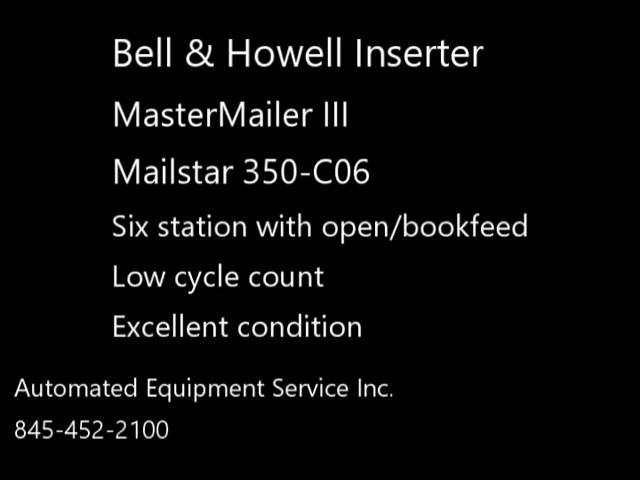 Bell & Howell Inserter
MasterMailer III
Mailstar 350-C06
Six station with open/bookfeed
Low cycle count
Excellent condition
Automated Equipment Service Inc.
845-452-2100